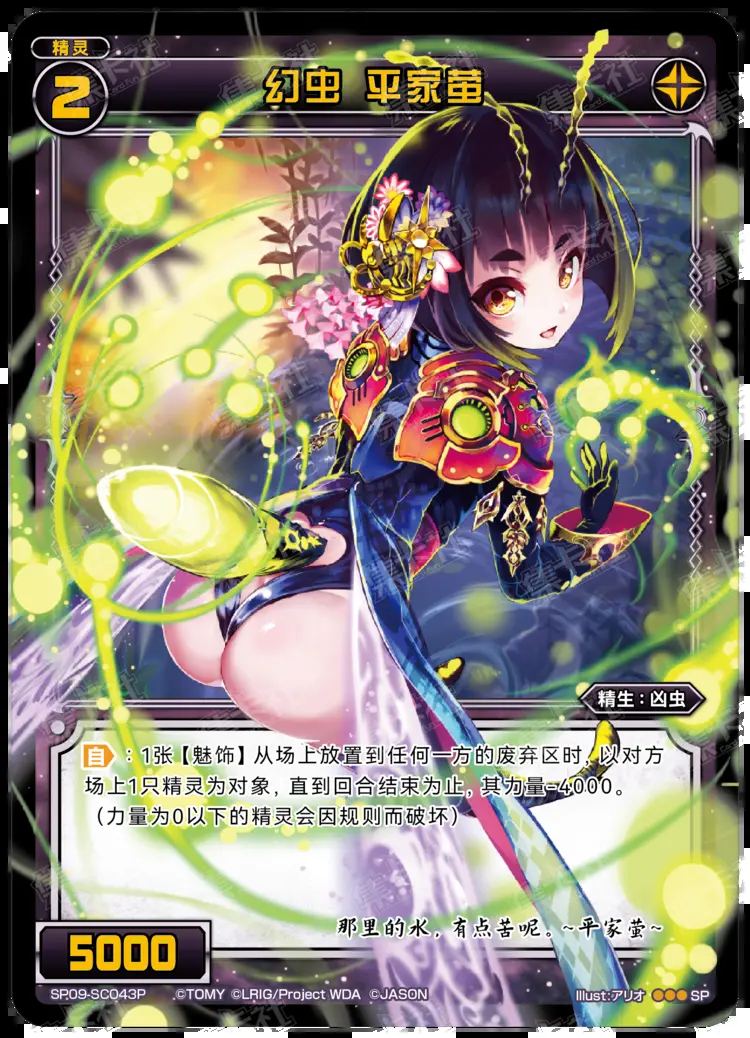 精灵
2
幻虫 平家萤
精生：凶虫
自：1张【魅饰】从场上放置到任何一方的废弃区时，以对方
场上1只精灵为对象，直到回合结束为止，其力量-4000。
（力量为0以下的精灵会因规则而破坏）
那里的水，有点苦呢。~平家萤~
5000
SP09-SC043P ©TOMY ©LRIG/Project WDA ©JASON Illust:アリオ SP
集卡社